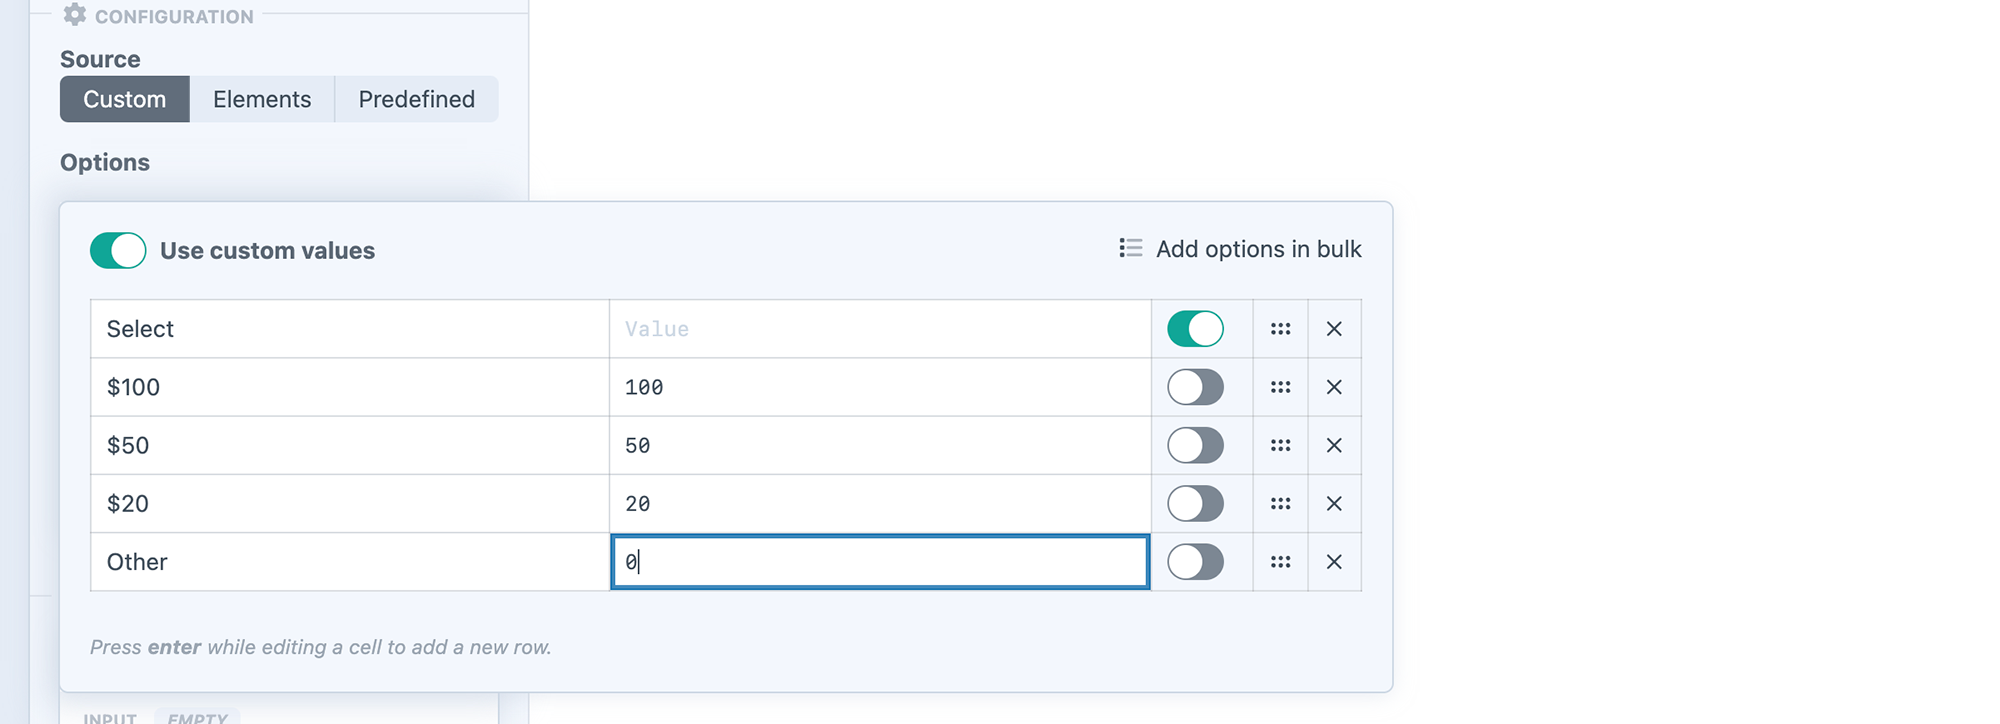 CONFIGURATION
Source
Custom Elements Predefined
Options
Use custom values Add options in bulk
Select Value
$100 100
$50 50
$20 20
Other 0
Press enter while editing a cell to add a new row.
INPUT EMPTY